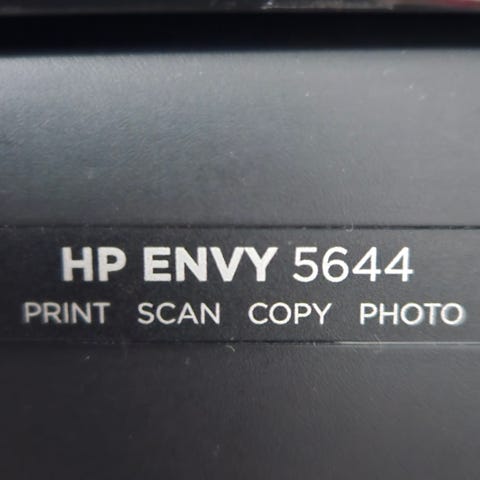 HP ENVY 5644
PRINT SCAN COPY PHOTO